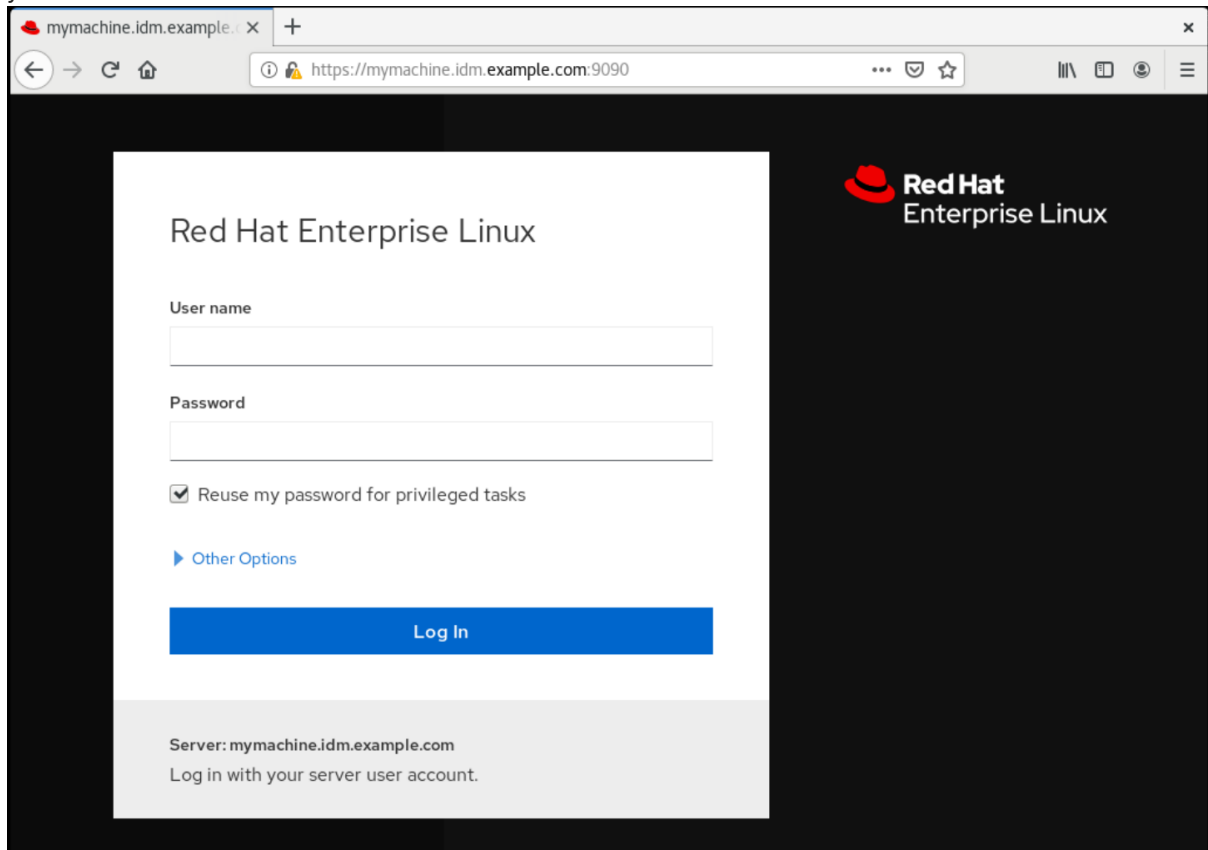 mymachine.idm.example.c
https://mymachine.idm.example.com:9090
Red Hat
Enterprise Linux
Red Hat Enterprise Linux
User name
Password
Reuse my password for privileged tasks
Other Options
Log In
Server: mymachine.idm.example.com
Log in with your server user account.